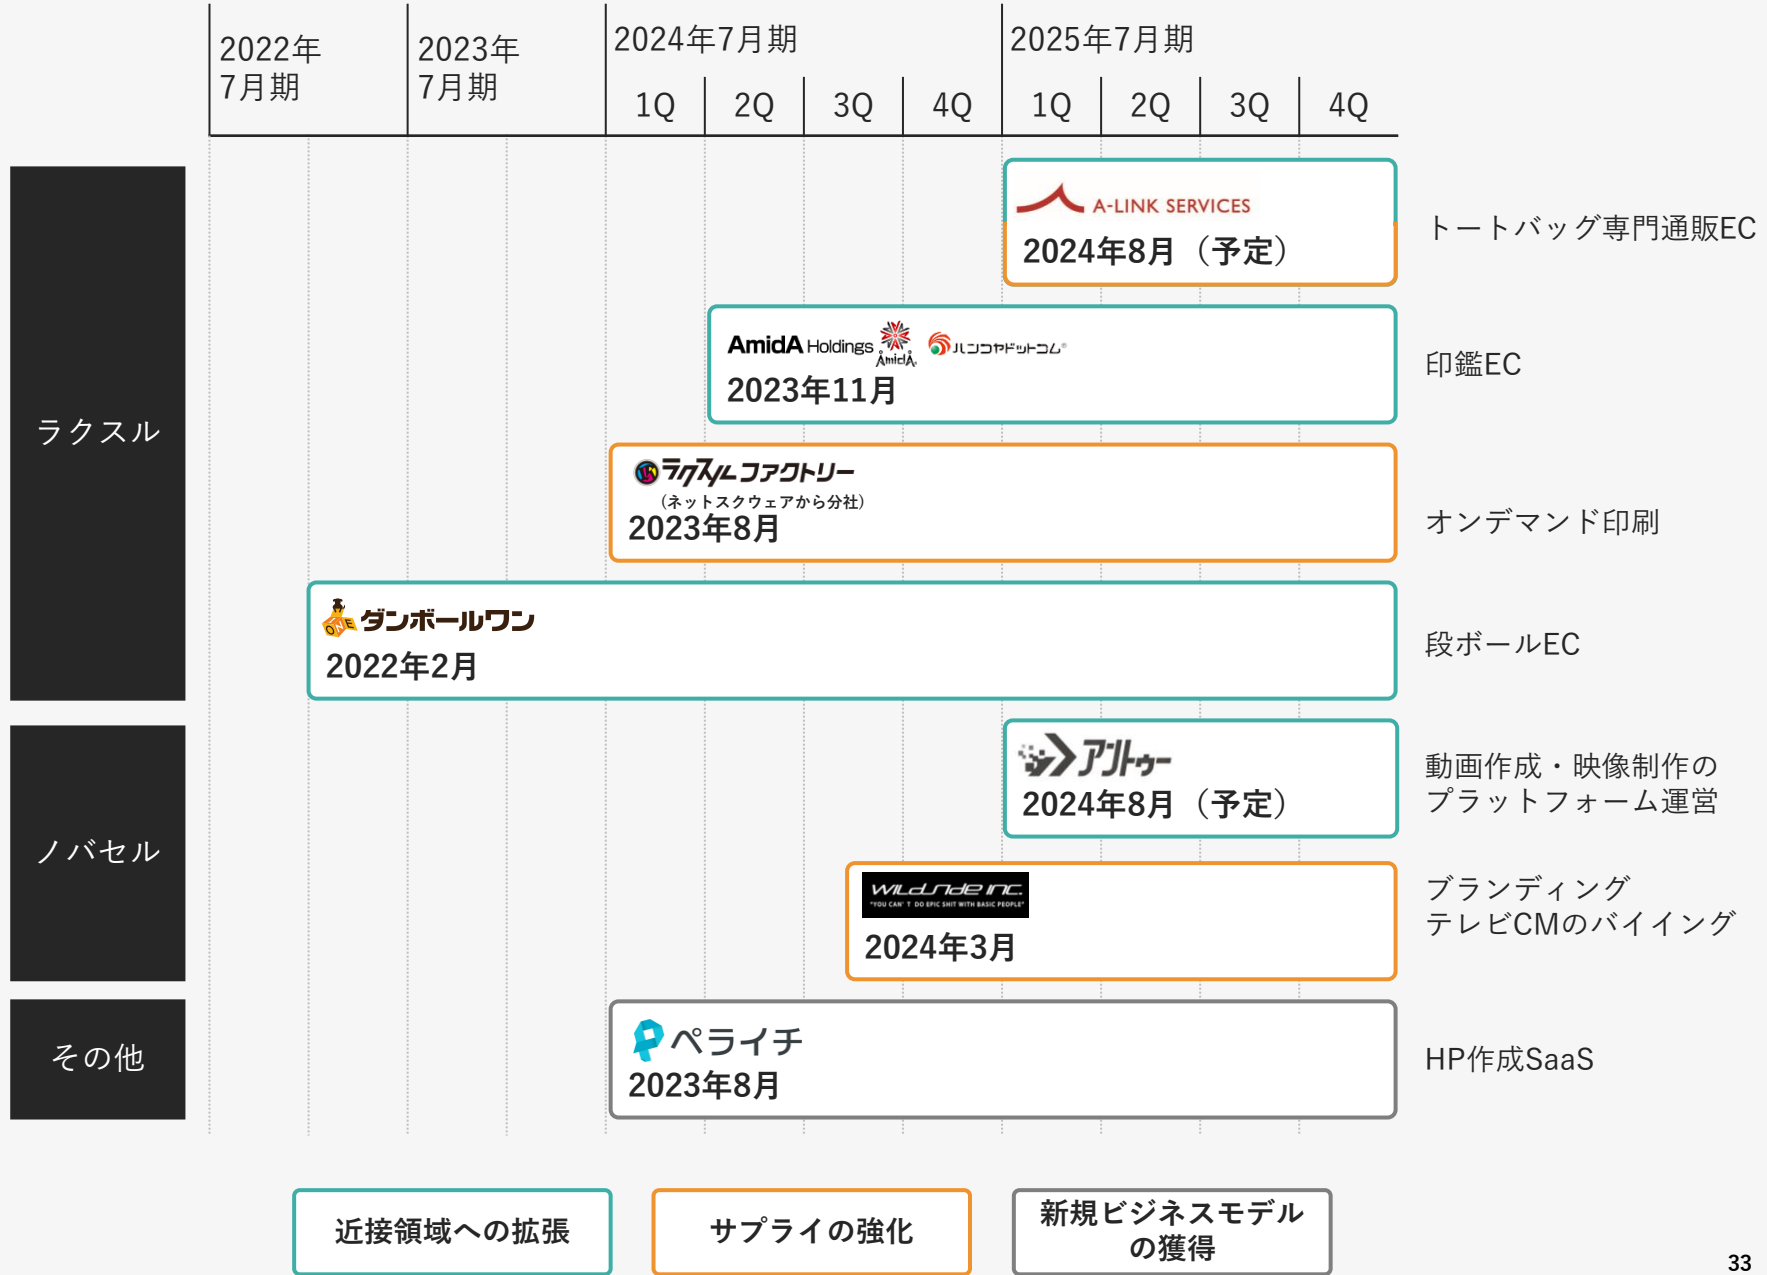 2022年
7月期
2023年
7月期
2024年7月期
2025年7月期
1Q 2Q 3Q 4Q 1Q 2Q 3Q 4Q
ラクスル
A-LINK SERVICES
2024年8月（予定）
トートバッグ専門通販EC
AmidA Holdings AmidA ハンコヤドットコム®
2023年11月
印鑑EC
ラクスルファクトリー
（ネットスクウェアから分社）
2023年8月
オンデマンド印刷
ONE ダンボールワン
2022年2月
段ボールEC
ノバセル
アントゥー
2024年8月（予定）
動画作成・映像制作の
プラットフォーム運営
WILDSIDE INC.
"YOU CAN'T DO EPIC SHIT WITH BASIC PEOPLE"
2024年3月
ブランディング
テレビCMのバイイング
その他
ペライチ
2023年8月
HP作成SaaS
近接領域への拡張
サプライの強化
新規ビジネスモデル
の獲得
33